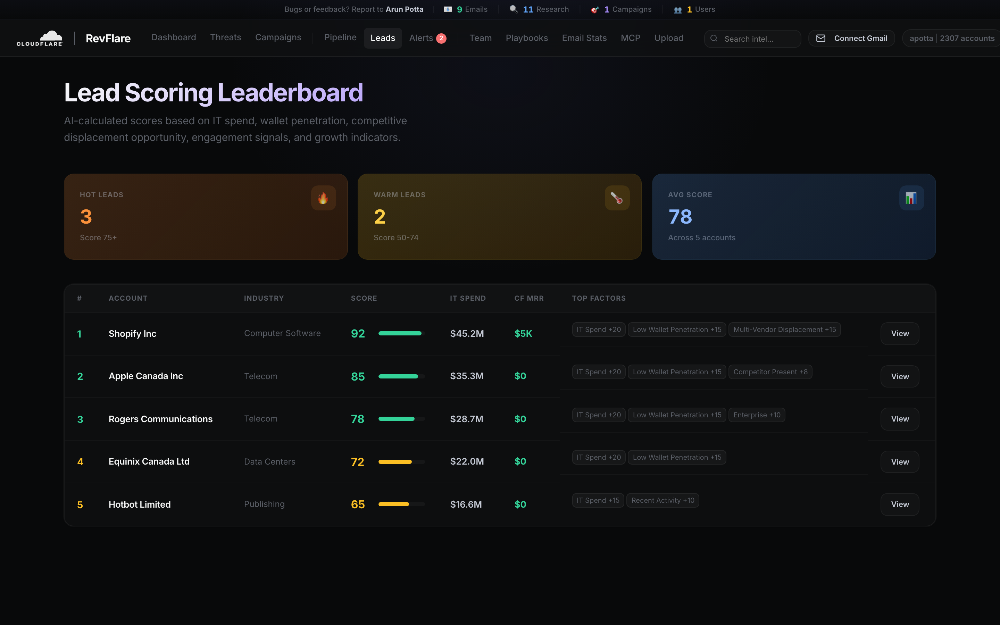 Bugs or feedback? Report to Arun Potta 9 Emails 11 Research 1 Campaigns 1 Users
CLOUDFLARE RevFlare Dashboard Threats Campaigns Pipeline Leads Alerts 2 Team Playbooks Email Stats MCP Upload Search intel... Connect Gmail apotta | 2307 accounts
Lead Scoring Leaderboard
AI-calculated scores based on IT spend, wallet penetration, competitive
displacement opportunity, engagement signals, and growth indicators.
HOT LEADS
3
Score 75+
WARM LEADS
2
Score 50-74
AVG SCORE
78
Across 5 accounts
# ACCOUNT INDUSTRY SCORE IT SPEND CF MRR TOP FACTORS
1 Shopify Inc Computer Software 92 $45.2M $5K IT Spend +20 Low Wallet Penetration +15 Multi-Vendor Displacement +15 View
2 Apple Canada Inc Telecom 85 $35.3M $0 IT Spend +20 Low Wallet Penetration +15 Competitor Present +8 View
3 Rogers Communications Telecom 78 $28.7M $0 IT Spend +20 Low Wallet Penetration +15 Enterprise +10 View
4 Equinix Canada Ltd Data Centers 72 $22.0M $0 IT Spend +20 Low Wallet Penetration +15 View
5 Hotbot Limited Publishing 65 $16.6M $0 IT Spend +15 Recent Activity +10 View